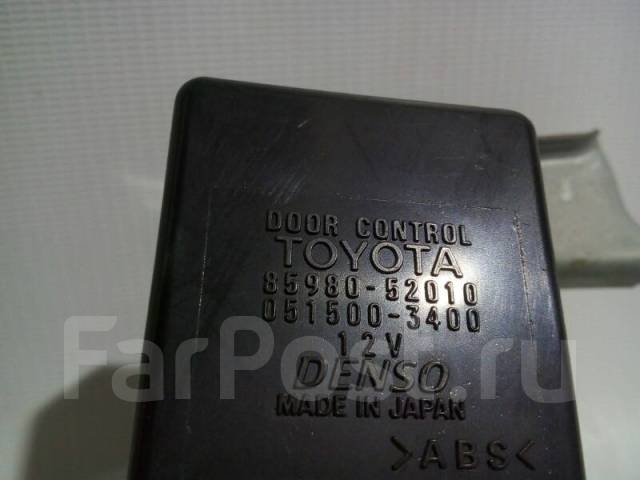 DOOR CONTROL
TOYOTA
85980-52010
051500-3400
12V
DENSO
MADE IN JAPAN
>ABS<
FarPost.ru